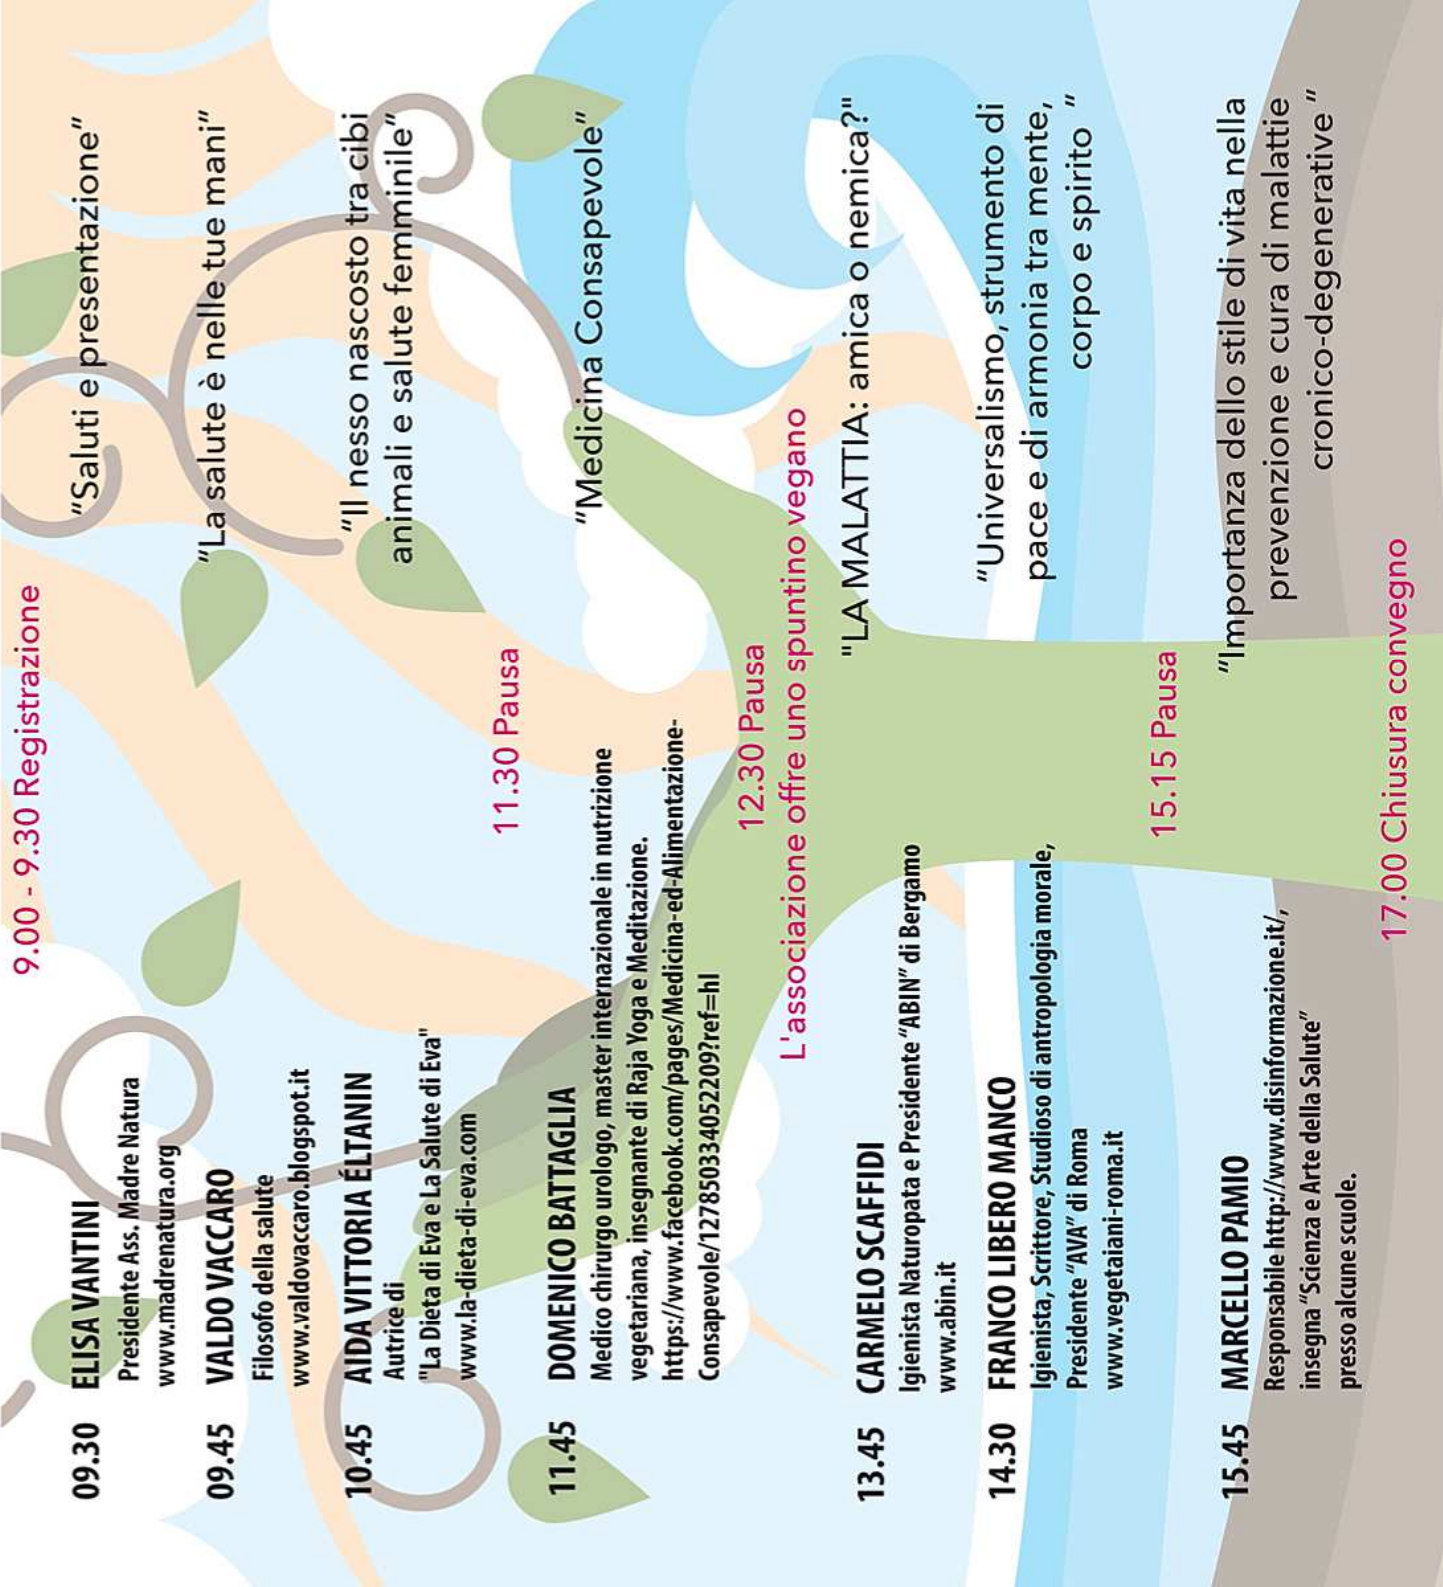 9.00 - 9.30 Registrazione
09.30 ELISA VANTINI
Presidente Ass. Madre Natura
www.madrenatura.org
"Saluti e presentazione"
09.45 VALDO VACCARO
Filosofo della salute
www.valdovaccaro.blogspot.it
"La salute è nelle tue mani"
10.45 AIDA VITTORIA ÉLTANIN
Autrice di
"La Dieta di Eva e La Salute di Eva"
www.la-dieta-di-eva.com
"Il nesso nascosto tra cibi
animali e salute femminile"
11.30 Pausa
11.45 DOMENICO BATTAGLIA
Medico chirurgo urologo, master internazionale in nutrizione
vegetariana, insegnante di Raja Yoga e Meditazione.
https://www.facebook.com/pages/Medicina-ed-Alimentazione-
Consapevole/127850334052209?ref=hl
"Medicina Consapevole"
12.30 Pausa
L'associazione offre uno spuntino vegano
13.45 CARMELO SCAFFIDI
Igienista Naturopata e Presidente "ABIN" di Bergamo
www.abin.it
"LA MALATTIA: amica o nemica?"
14.30 FRANCO LIBERO MANCO
Igienista, Scrittore, Studioso di antropologia morale,
Presidente "AVA" di Roma
www.vegetaiani-roma.it
"Universalismo, strumento di
pace e di armonia tra mente,
corpo e spirito "
15.15 Pausa
15.45 MARCELLO PAMIO
Responsabile http://www.disinformazione.it/,
insegna "Scienza e Arte della Salute"
presso alcune scuole.
"Importanza dello stile di vita nella
prevenzione e cura di malattie
cronico-degenerative "
17.00 Chiusura convegno